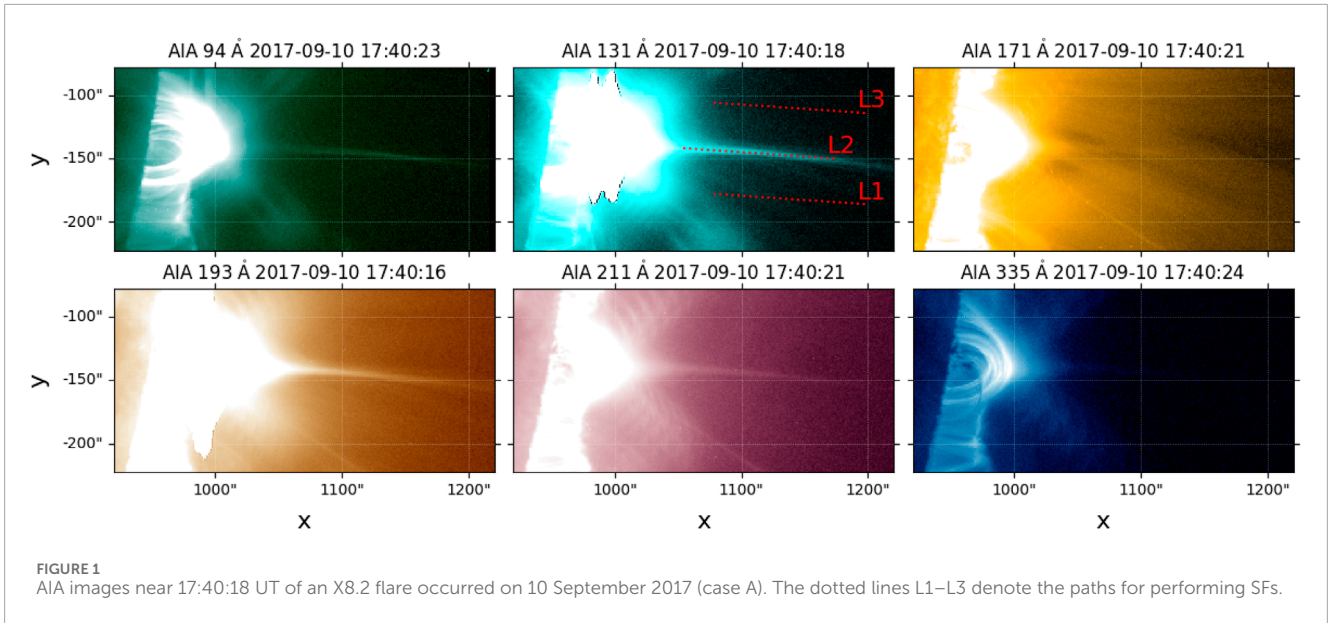 AIA 94 Å 2017-09-10 17:40:23
AIA 131 Å 2017-09-10 17:40:18
AIA 171 Å 2017-09-10 17:40:21
-100"
-150"
-200"
y
L3
L2
L1
AIA 193 Å 2017-09-10 17:40:16
AIA 211 Å 2017-09-10 17:40:21
AIA 335 Å 2017-09-10 17:40:24
-100"
-150"
-200"
y
1000" 1100" 1200"
1000" 1100" 1200"
1000" 1100" 1200"
x
x
x
FIGURE 1
AIA images near 17:40:18 UT of an X8.2 flare occurred on 10 September 2017 (case A). The dotted lines L1–L3 denote the paths for performing SFs.